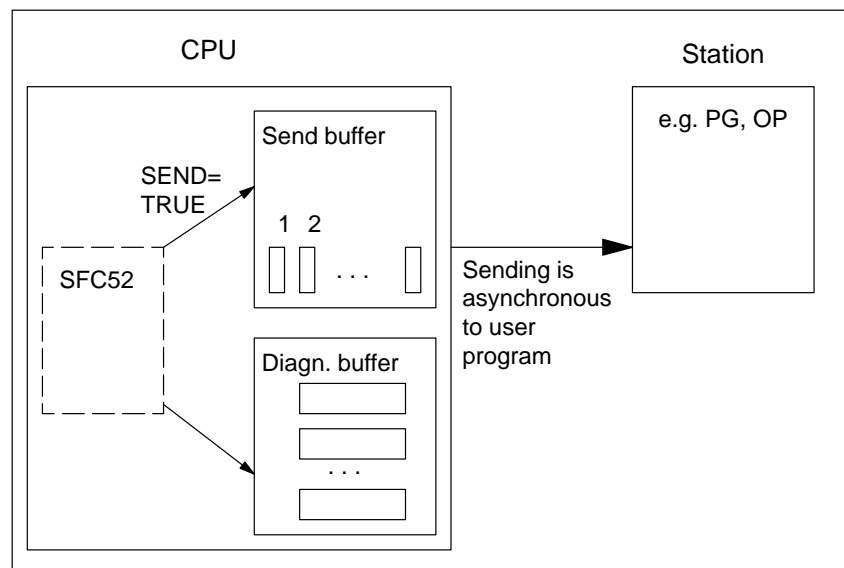 CPU
Station
Send buffer
e.g. PG, OP
SEND=
TRUE
1 2
. . .
SFC52
Sending is
asynchronous
to user
program
Diagn. buffer
. . .